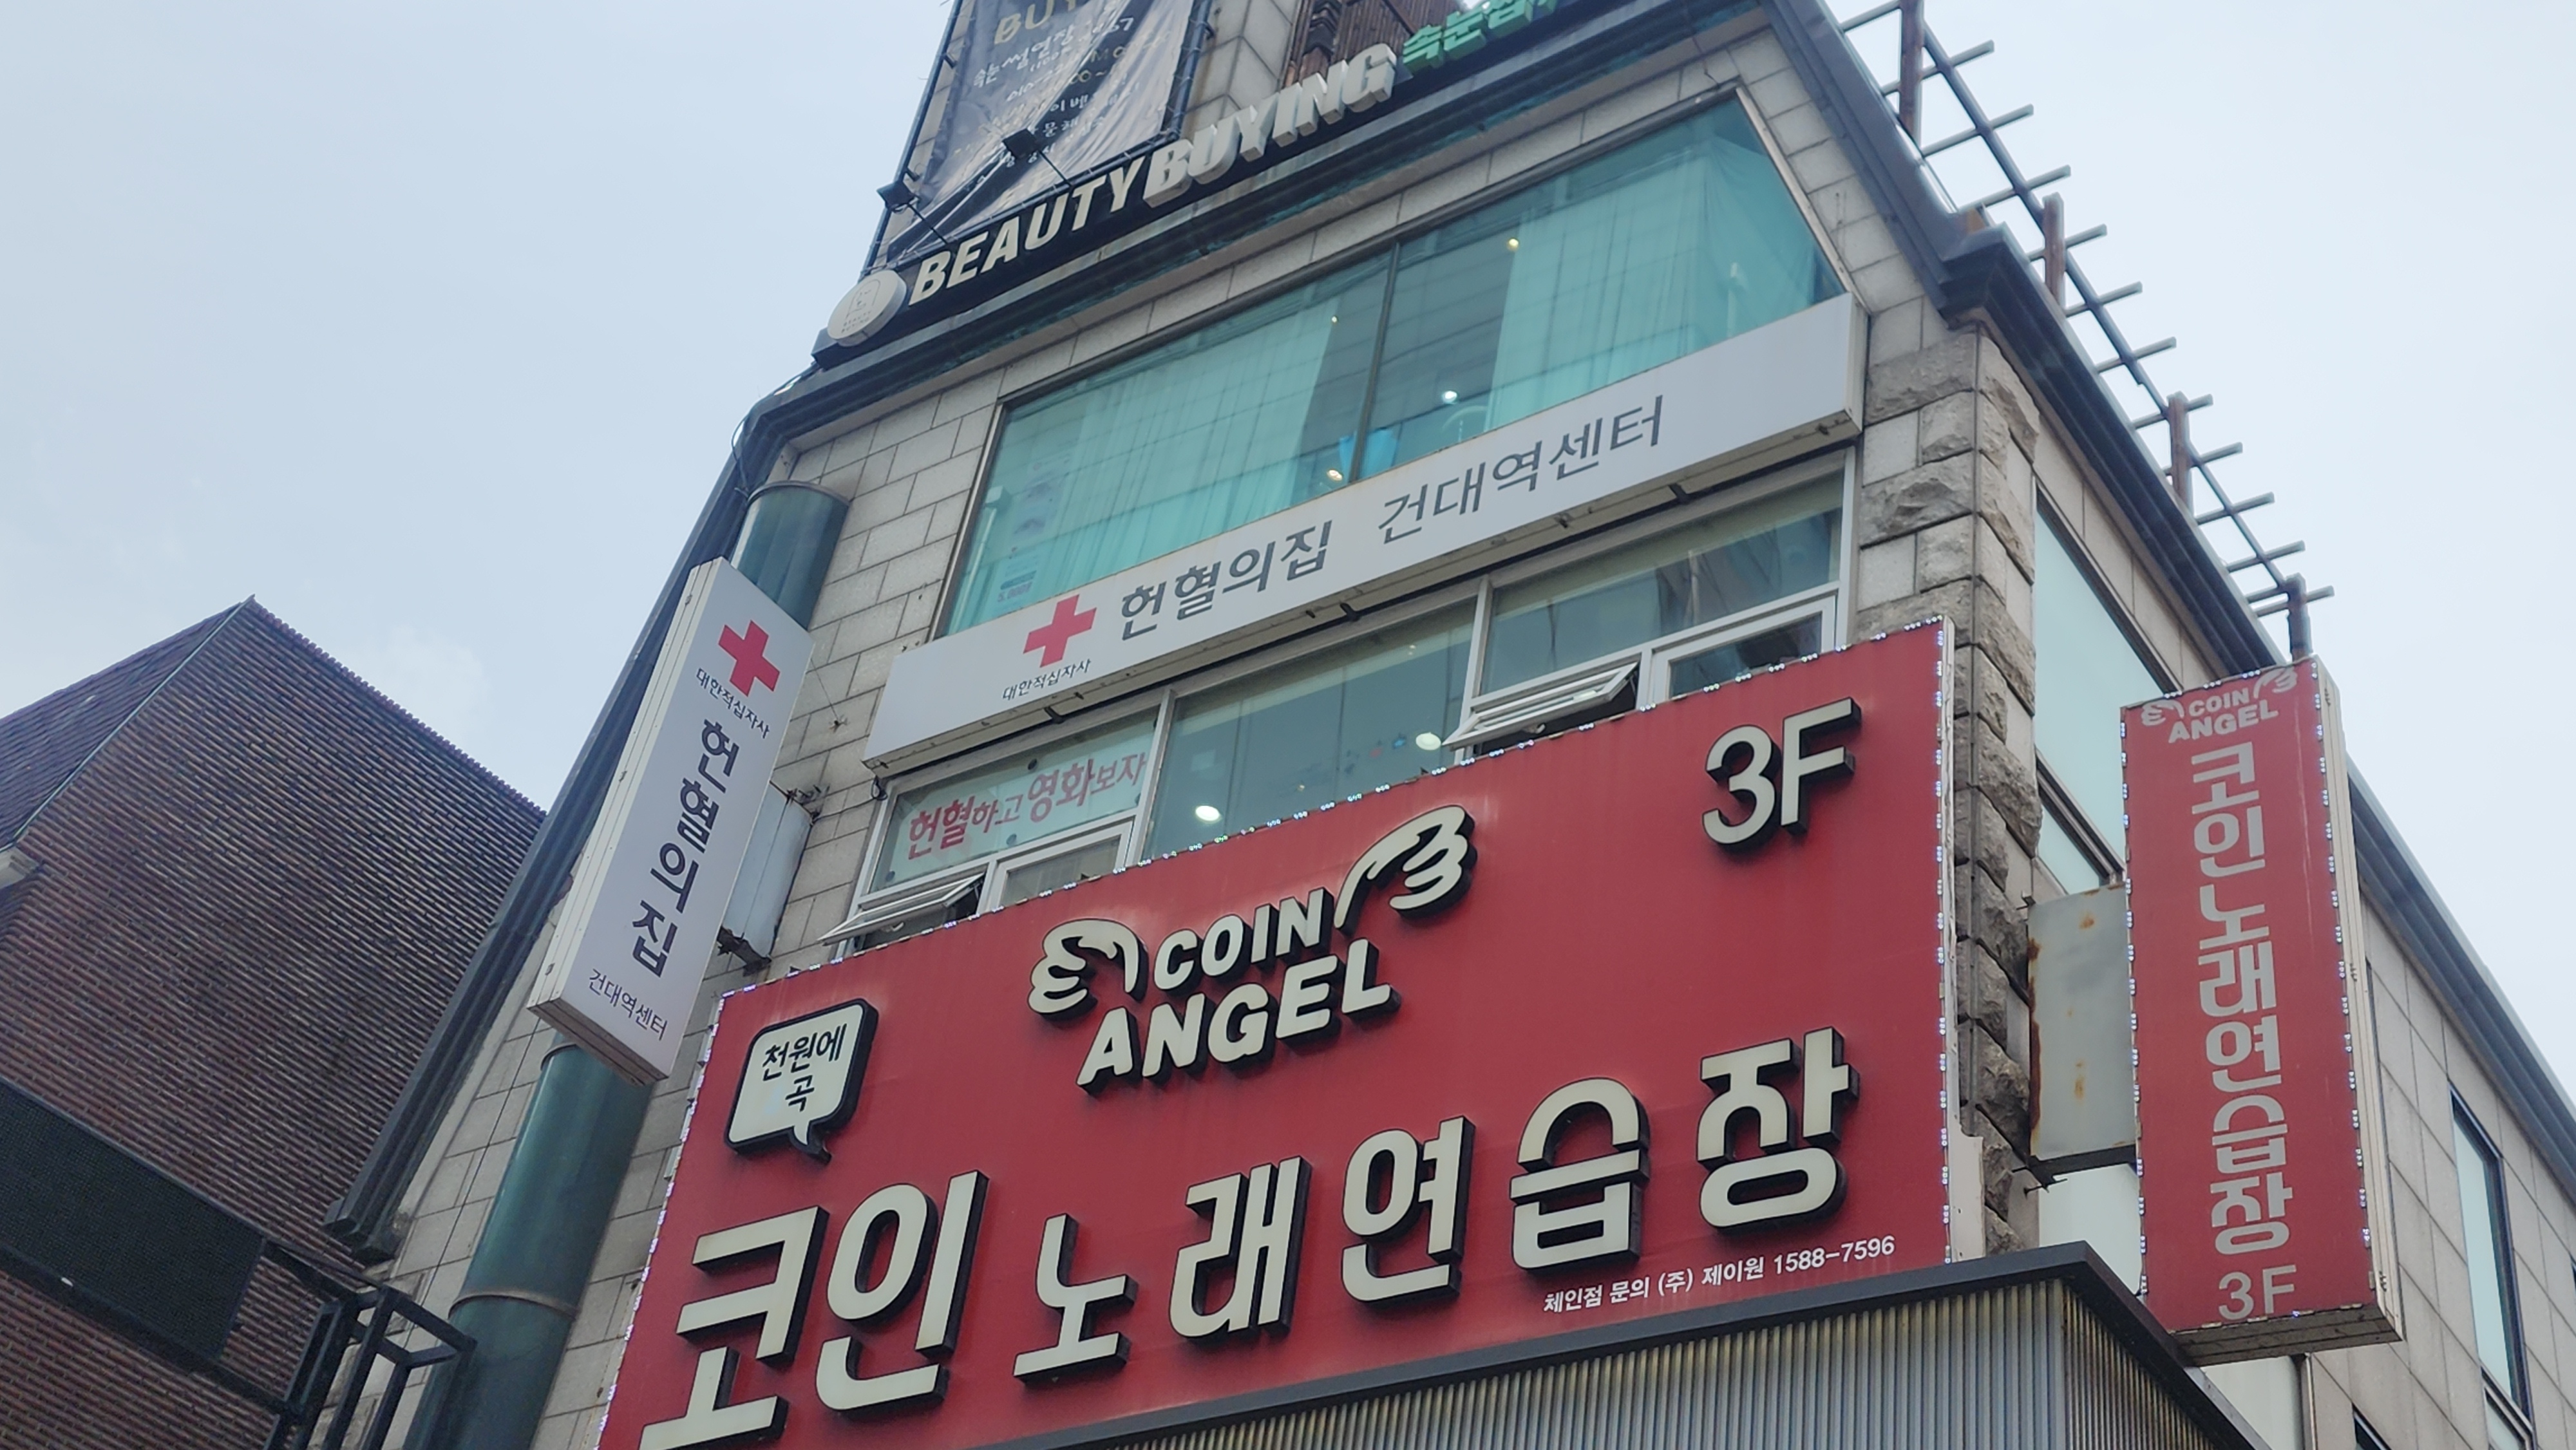 BEAUTY BUYING
대한적십자사
헌혈의집 건대역센터
대한적십자사
헌혈의집
건대역센터
헌혈하고 영화보자
3F
COIN
ANGEL
천원에
곡
코인노래연습장
체인점 문의 (주) 제이원 1588-7596
COIN
ANGEL
코인노래연습장
3F